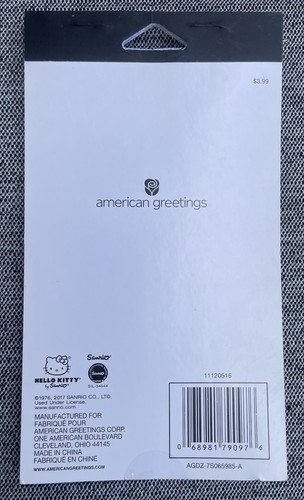 $3.99
american greetings
HELLO KITTY
by Sanrio
Sanrio
©1976, 2017 SANRIO CO., LTD.
Used Under License.
www.sanrio.com
MANUFACTURED FOR
FABRIQUÉ POUR
AMERICAN GREETINGS CORP.
ONE AMERICAN BOULEVARD
CLEVELAND, OHIO 44145
MADE IN CHINA
FABRIQUÉ EN CHINE
WWW.AMERICANGREETINGS.COM
11120516
0 68981 79097 6
AGDZ-7S065985-A